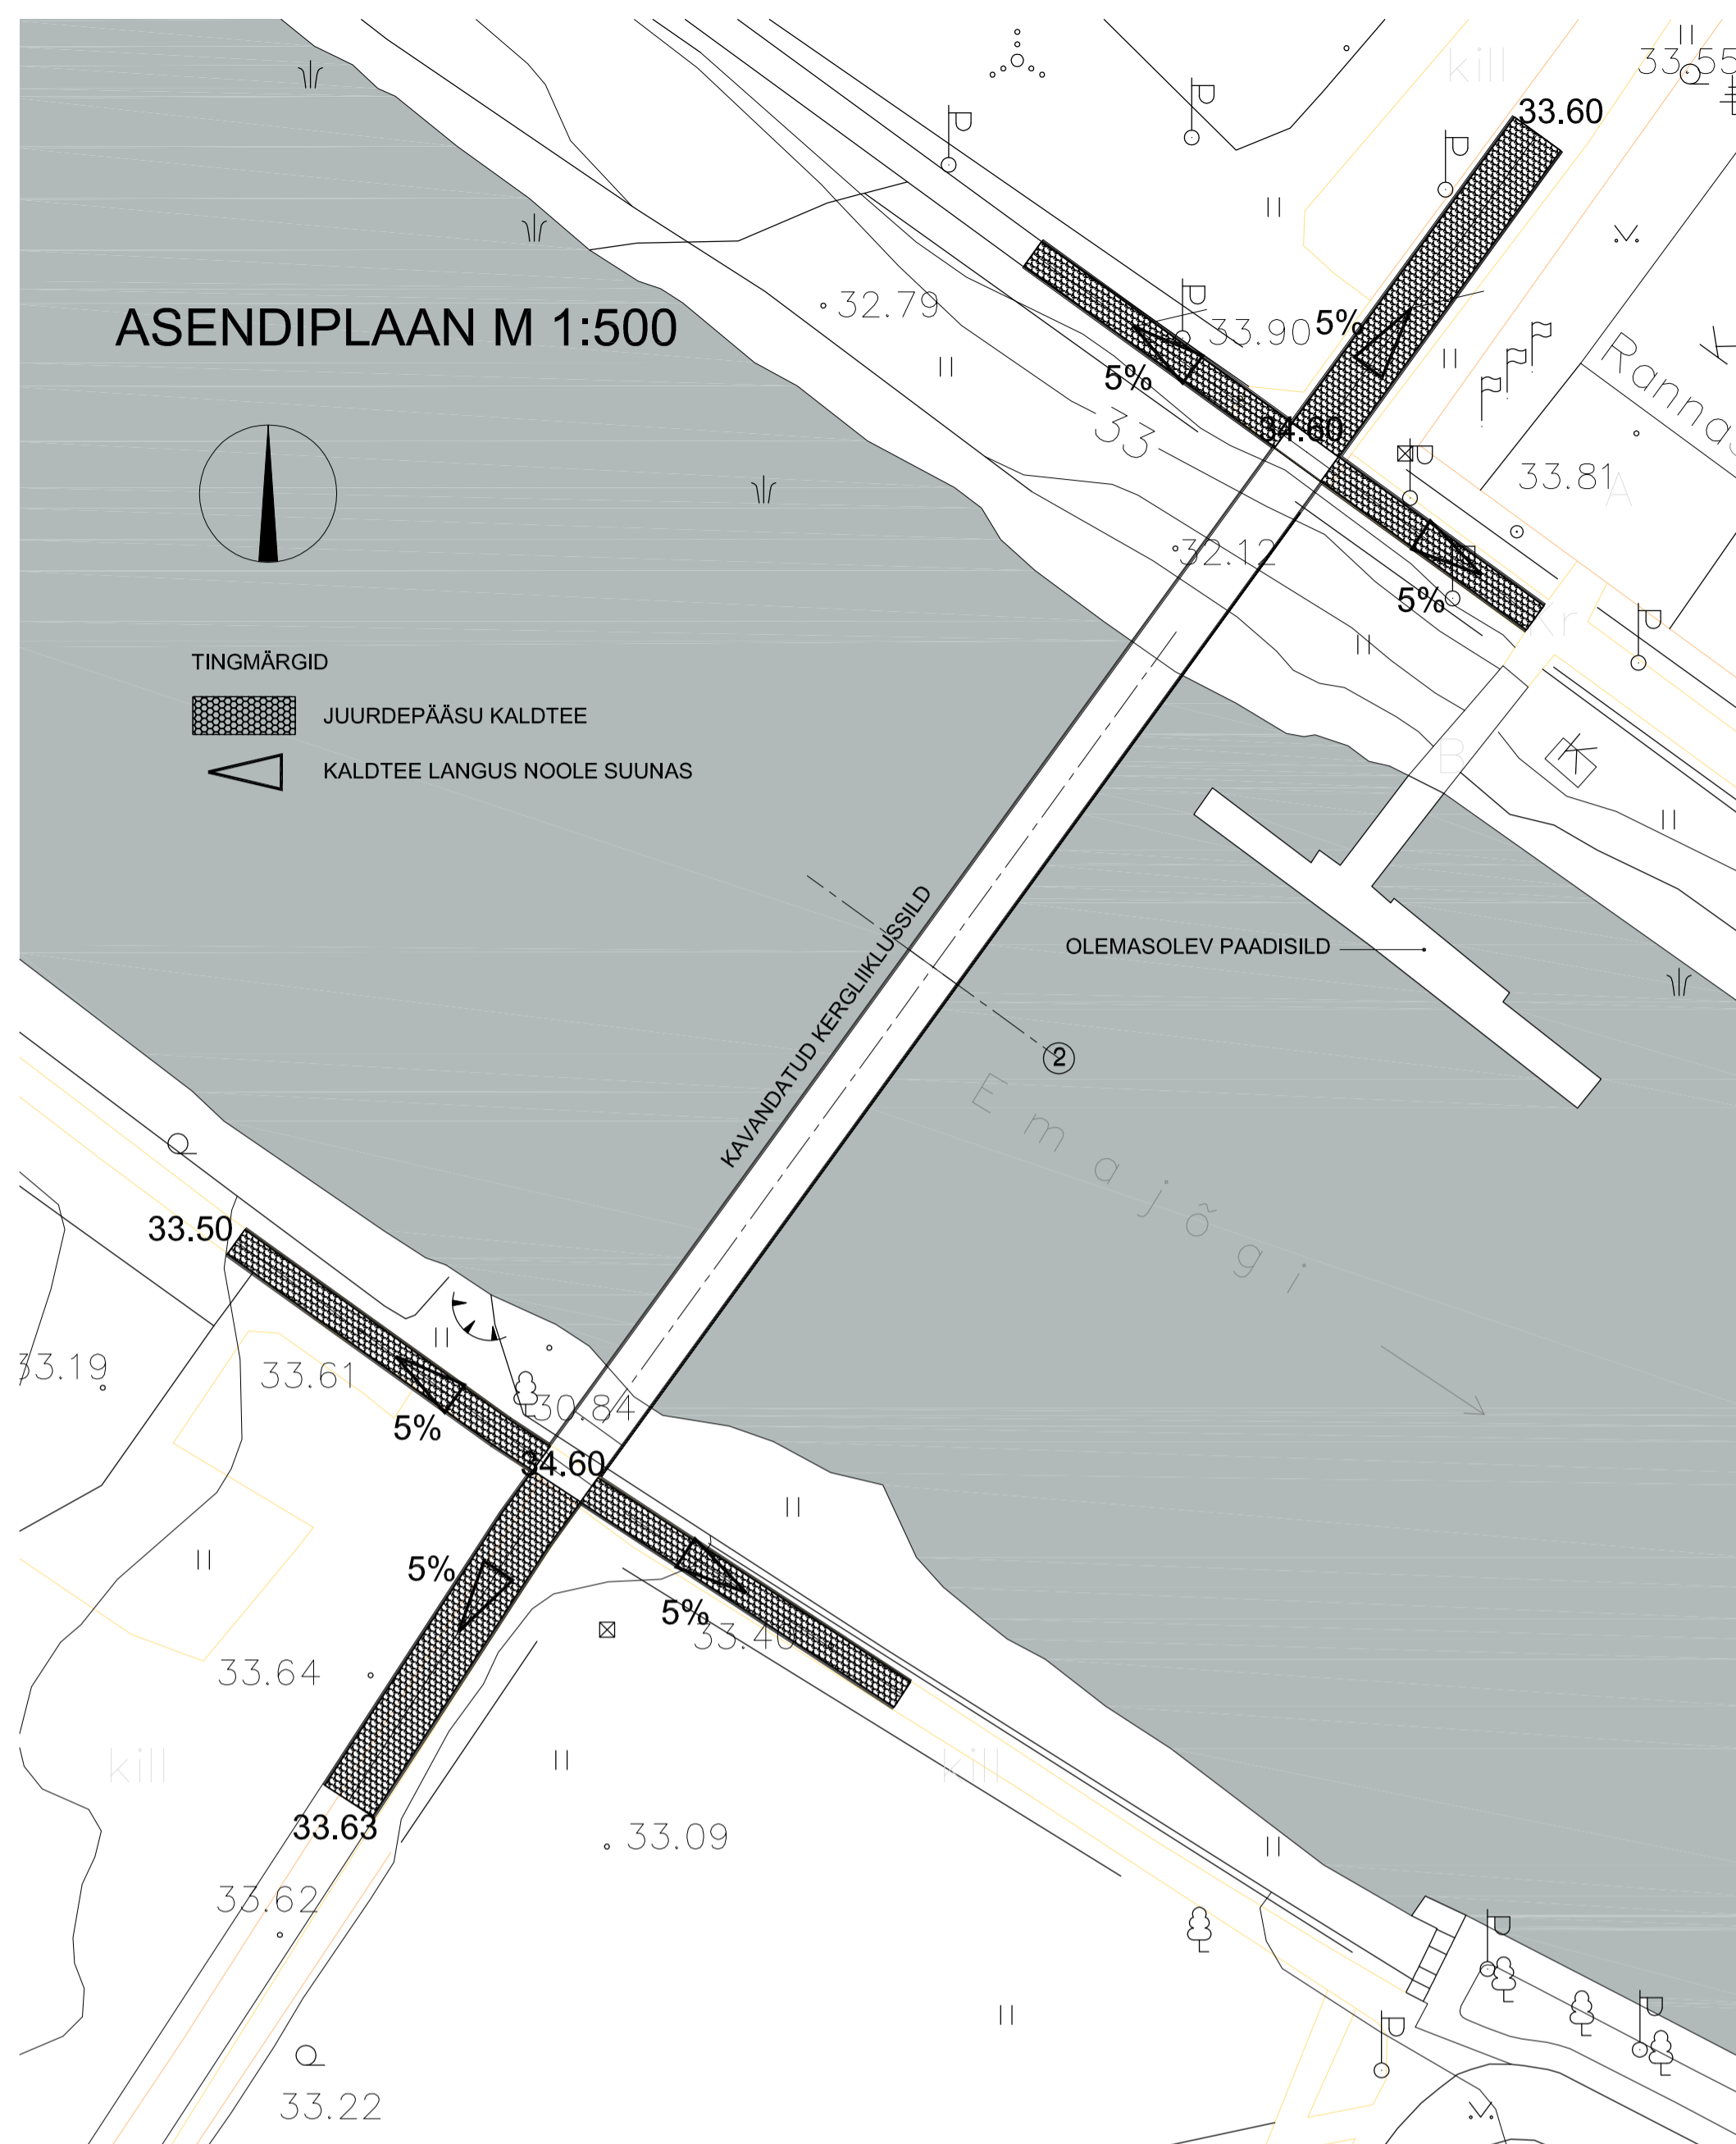 kill
33.55
33.60
32.79
33.90
5%
ASENDIPLAAN M 1:500
5%
33
34.60
33.81
A
32.12
5%
TINGMÄRGID
JUURDEPÄÄSU KALDTEE
KALDTEE LANGUS NOOLE SUUNAS
B
K
KAVANDATUD KERGLIIKLUSSILD
OLEMASOLEV PAADISILD
2
Emajõgi
33.50
33.19
33.61
30.84
5%
34.60
5%
5%
33.64
kill
kill
33.63
33.09
33.62
33.22